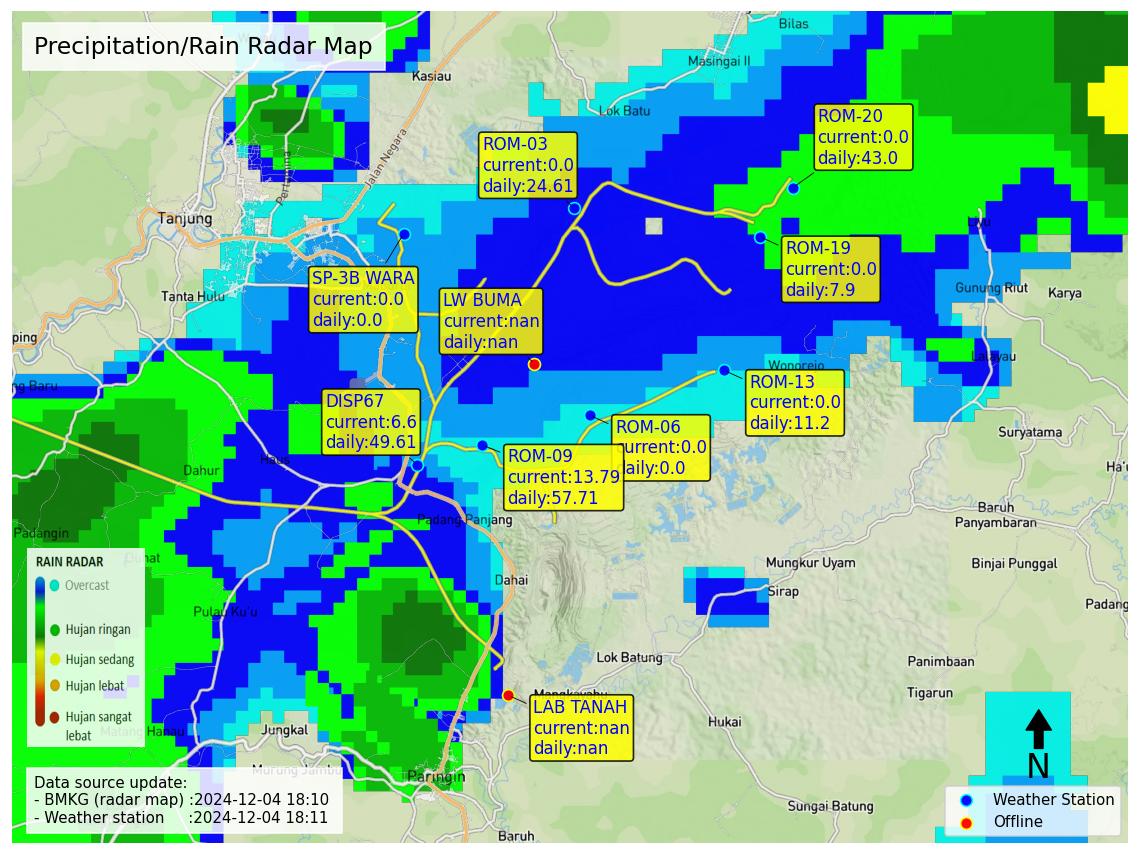 Precipitation/Rain Radar Map
Bilas
Masingai II
Kasiau
Lok Batu
Jalan Negara
Tanjung
Tanta Hulu
ROM-20
current:0.0
daily:43.0
ROM-03
current:0.0
daily:24.61
ROM-19
current:0.0
daily:7.9
SP-3B WARA
current:0.0
daily:0.0
LW BUMA
current:nan
daily:nan
Gunung Riut
Karya
ping
ng Baru
Lalayau
Wonorejo
ROM-13
current:0.0
daily:11.2
DISP67
current:6.6
daily:49.61
ROM-06
current:0.0
daily:0.0
ROM-09
current:13.79
daily:57.71
Suryatama
Ha'u
Dahur
Haus
Padang Panjang
Padangin
Baruh
Panyambaran
Mungkur Uyam
Binjai Punggal
Dahai
Sirap
Padang
Pulau Ku'u
Lok Batung
Panimbaan
Tigarun
Mangkayahu
LAB TANAH
current:nan
daily:nan
Hukai
RAIN RADAR
Overcast
Hujan ringan
Hujan sedang
Hujan lebat
Hujan sangat
lebat
Matang Hanau
Jungkal
Murung Jambu
Paringin
Sungai Batung
Baruh
Data source update:
- BMKG (radar map) :2024-12-04 18:10
- Weather station :2024-12-04 18:11
N
Weather Station
Offline